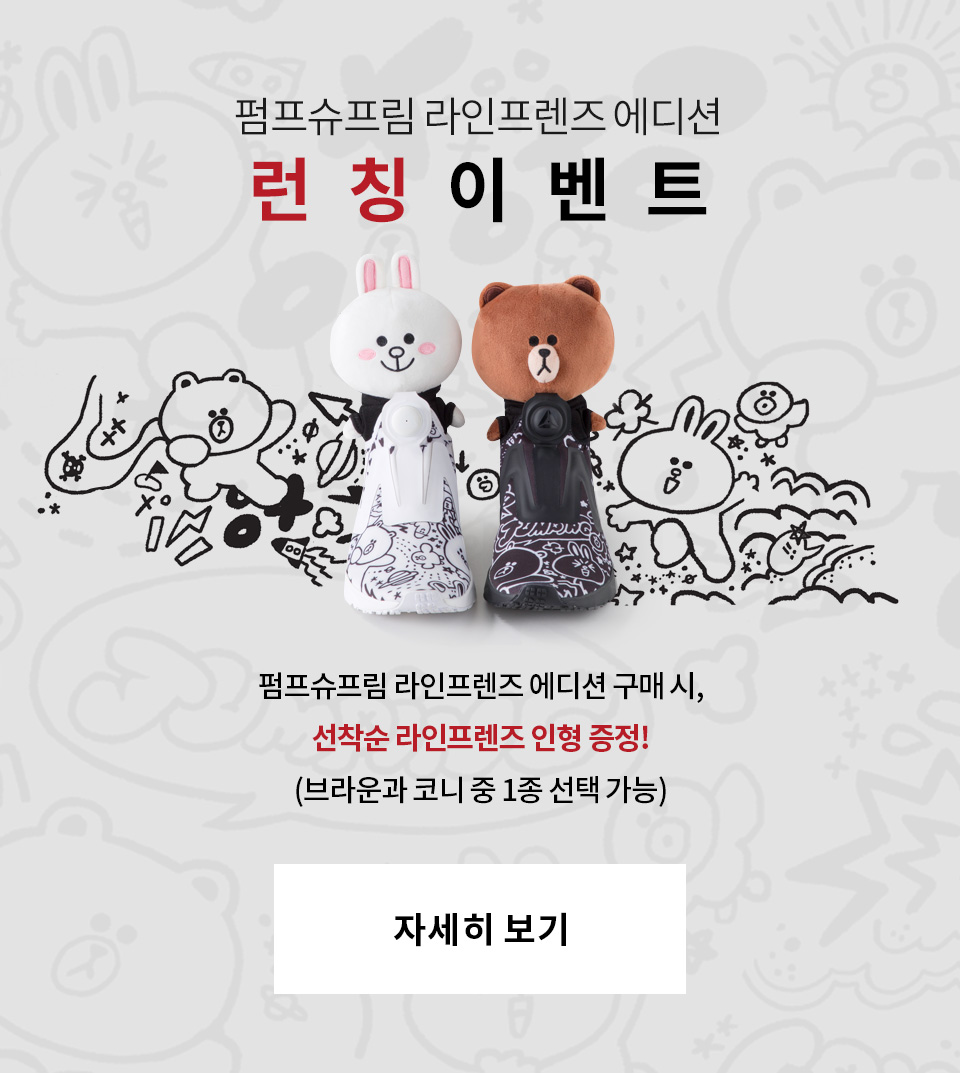 펌프슈프림 라인프렌즈 에디션
런칭이벤트
펌프슈프림 라인프렌즈 에디션 구매 시,
선착순 라인프렌즈 인형 증정!
(브라운과 코니 중 1종 선택 가능)
자세히 보기